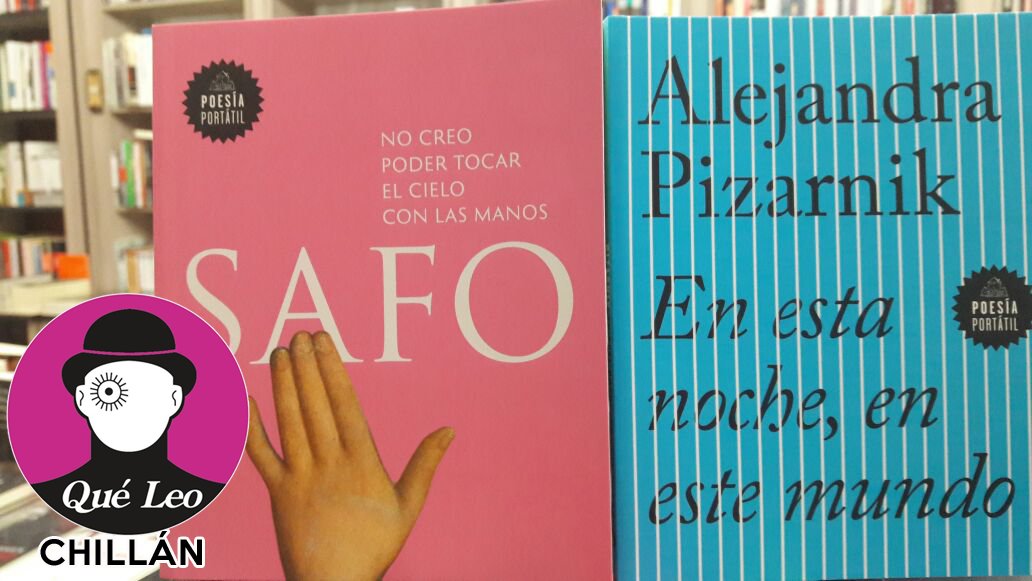 POESÍA
PORTÁTIL
NO CREO
PODER TOCAR
EL CIELO
CON LAS MANOS
SAFO
Alejandra
Pizarnik
En esta
noche, en
este mundo
POESÍA
PORTÁTIL
Qué Leo
CHILLÁN